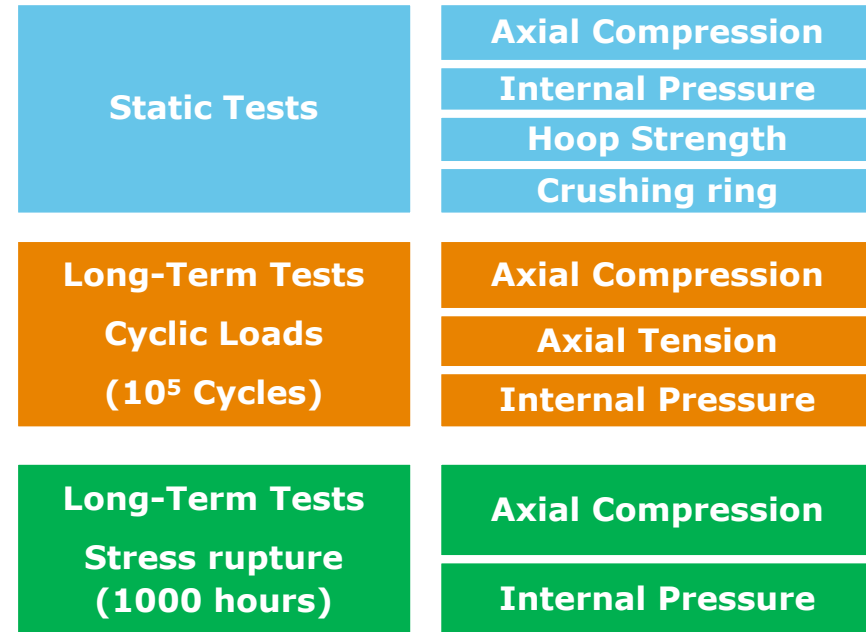 Static Tests
Axial Compression
Internal Pressure
Hoop Strength
Crushing ring
Long-Term Tests
Cyclic Loads
(10⁵ Cycles)
Axial Compression
Axial Tension
Internal Pressure
Long-Term Tests
Stress rupture
(1000 hours)
Axial Compression
Internal Pressure